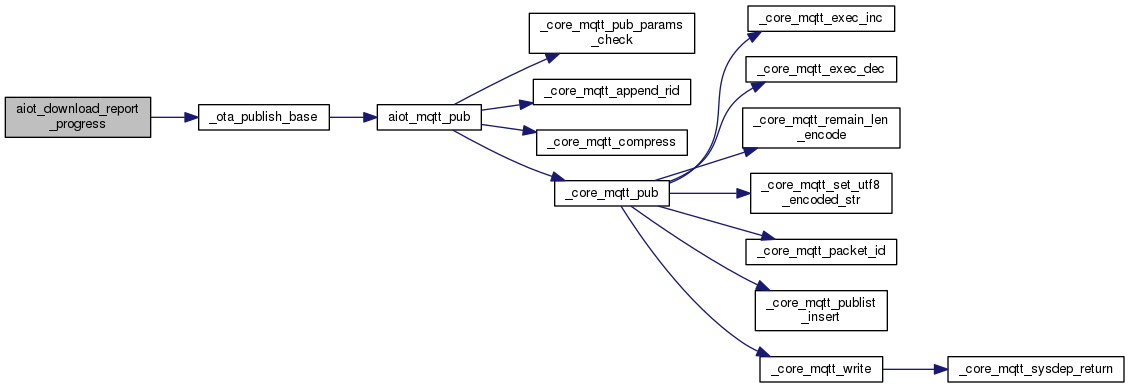 aiot_download_report
_progress
_ota_publish_base
aiot_mqtt_pub
_core_mqtt_pub_params
_check
_core_mqtt_append_rid
_core_mqtt_compress
_core_mqtt_pub
_core_mqtt_exec_inc
_core_mqtt_exec_dec
_core_mqtt_remain_len
_encode
_core_mqtt_set_utf8
_encoded_str
_core_mqtt_packet_id
_core_mqtt_publist
_insert
_core_mqtt_write
_core_mqtt_sysdep_return